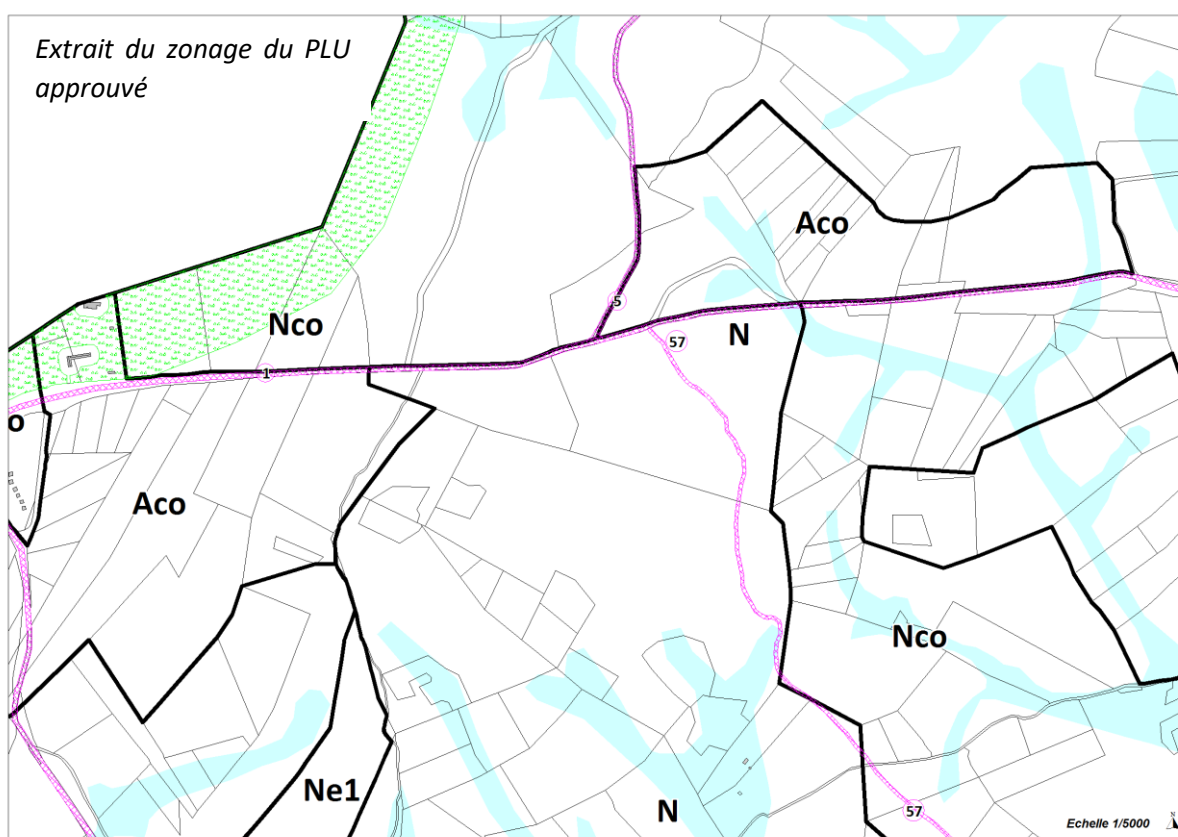 Extrait du zonage du PLU
approuvé
Aco
5
Nco
N
57
1
o
Aco
Nco
Ne1
N
57
Echelle 1/5000
N